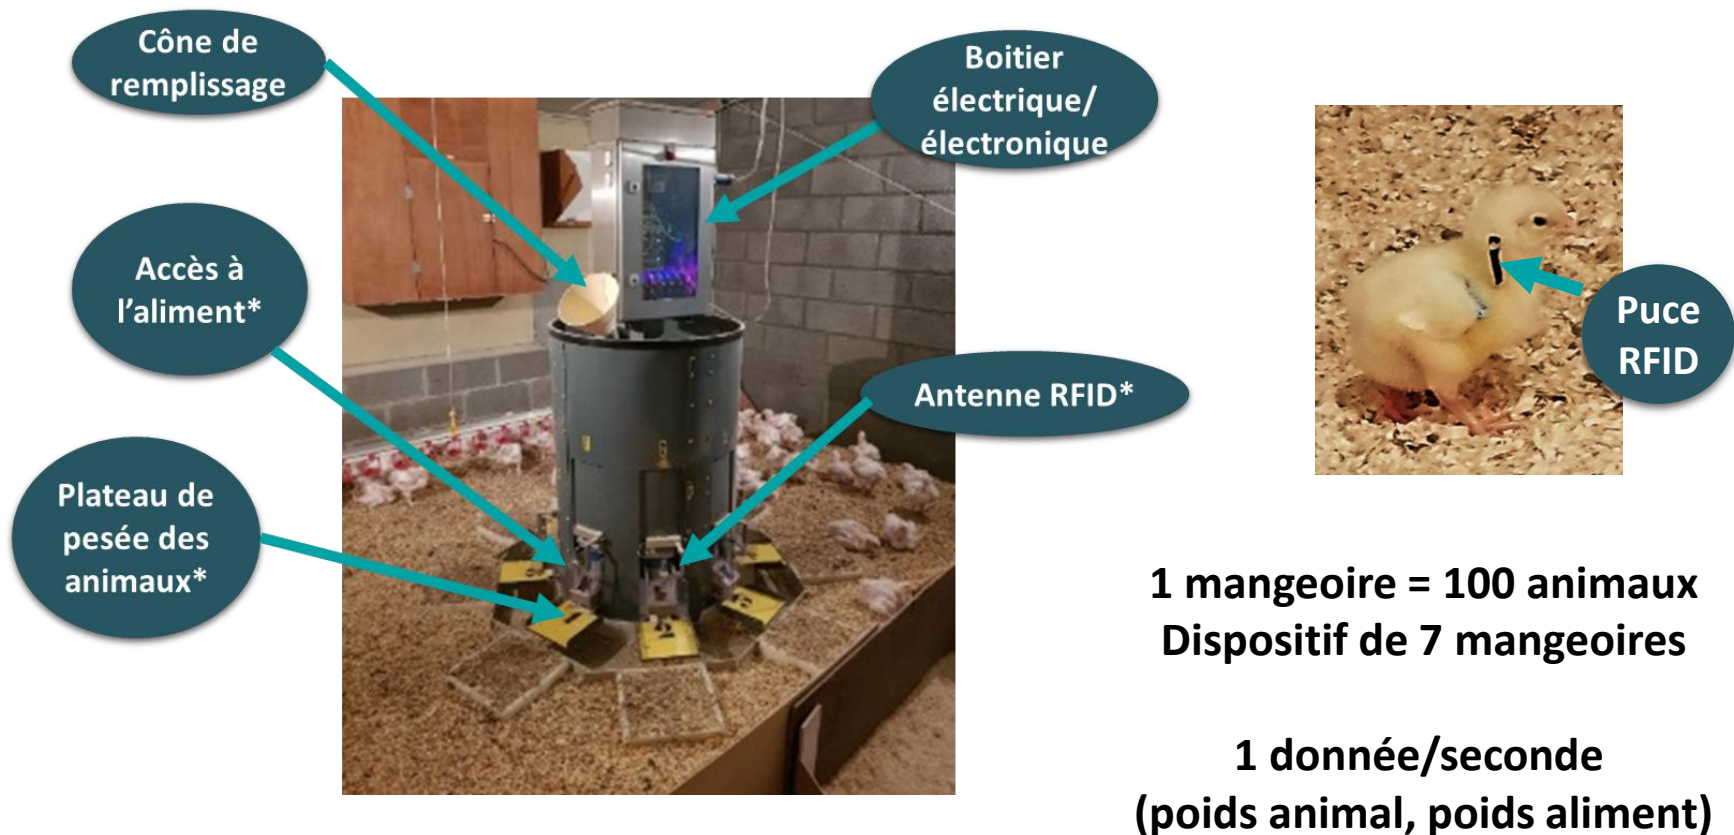 Cône de
remplissage
Boitier
électrique/
électronique
Accès à
l’aliment*
Puce
RFID
Antenne RFID*
Plateau de
pesée des
animaux*
1 mangeoire = 100 animaux
Dispositif de 7 mangeoires
1 donnée/seconde
(poids animal, poids aliment)